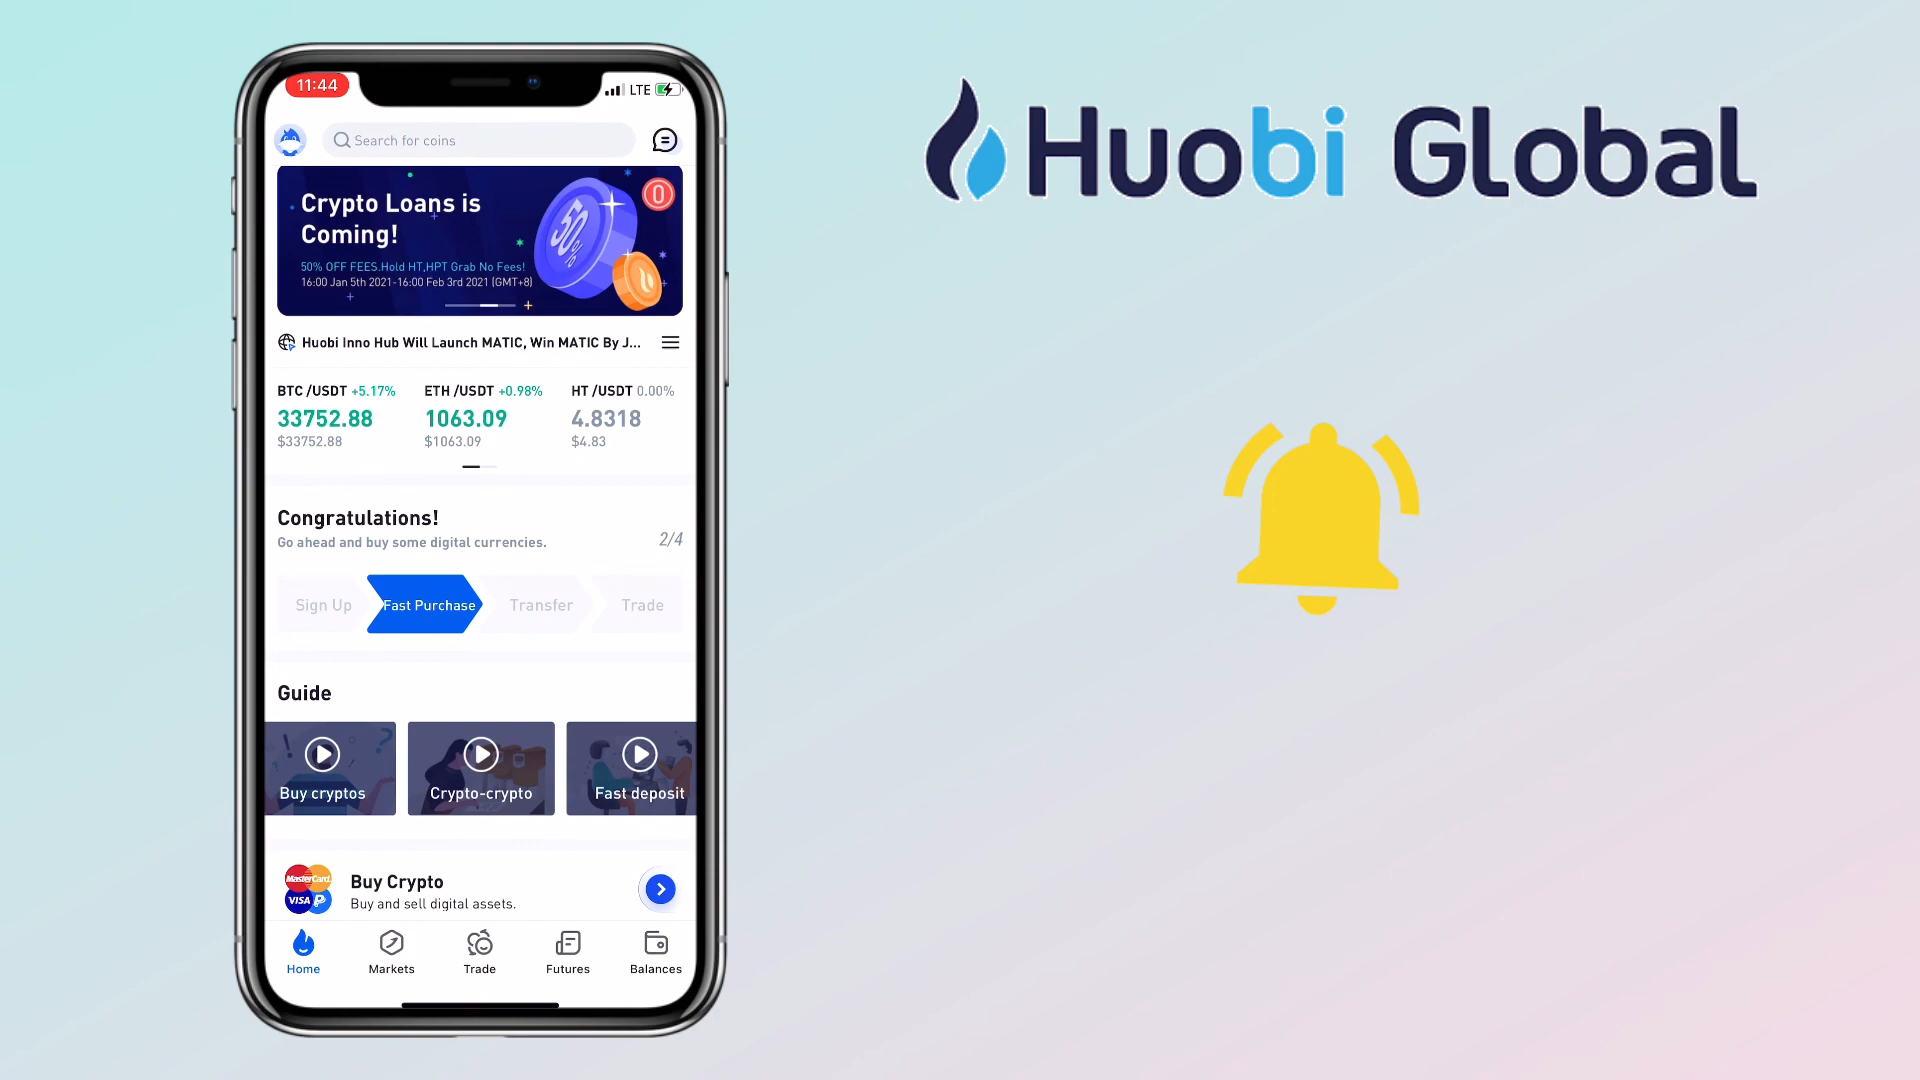 11:44
LTE
Search for coins
Crypto Loans is
Coming!
50% OFF FEES.Hold HT,HPT Grab No Fees!
16:00 Jan 5th 2021-16:00 Feb 3rd 2021 (GMT+8)
50%
Huobi Inno Hub Will Launch MATIC, Win MATIC By J...
BTC /USDT +5.17%
33752.88
$33752.88
ETH /USDT +0.98%
1063.09
$1063.09
HT /USDT 0.00%
4.8318
$4.83
Congratulations!
Go ahead and buy some digital currencies.
2/4
Sign Up
Fast Purchase
Transfer
Trade
Guide
Buy cryptos
Crypto-crypto
Fast deposit
MasterCard
VISA
P
Buy Crypto
Buy and sell digital assets.
Home
Markets
Trade
Futures
Balances
Huobi Global